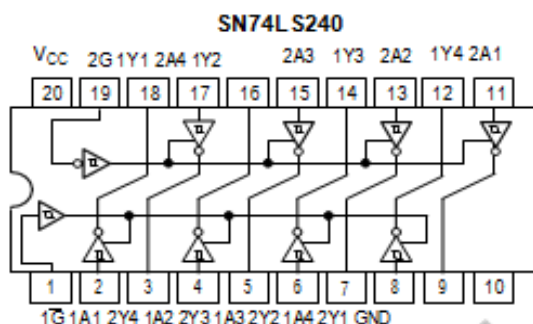 SN74LS240
VCC 2G 1Y1 2A4 1Y2 2A3 1Y3 2A2 1Y4 2A1
20 19 18 17 16 15 14 13 12 11
1 2 3 4 5 6 7 8 9 10
1G 1A1 2Y4 1A2 2Y3 1A3 2Y2 1A4 2Y1 GND